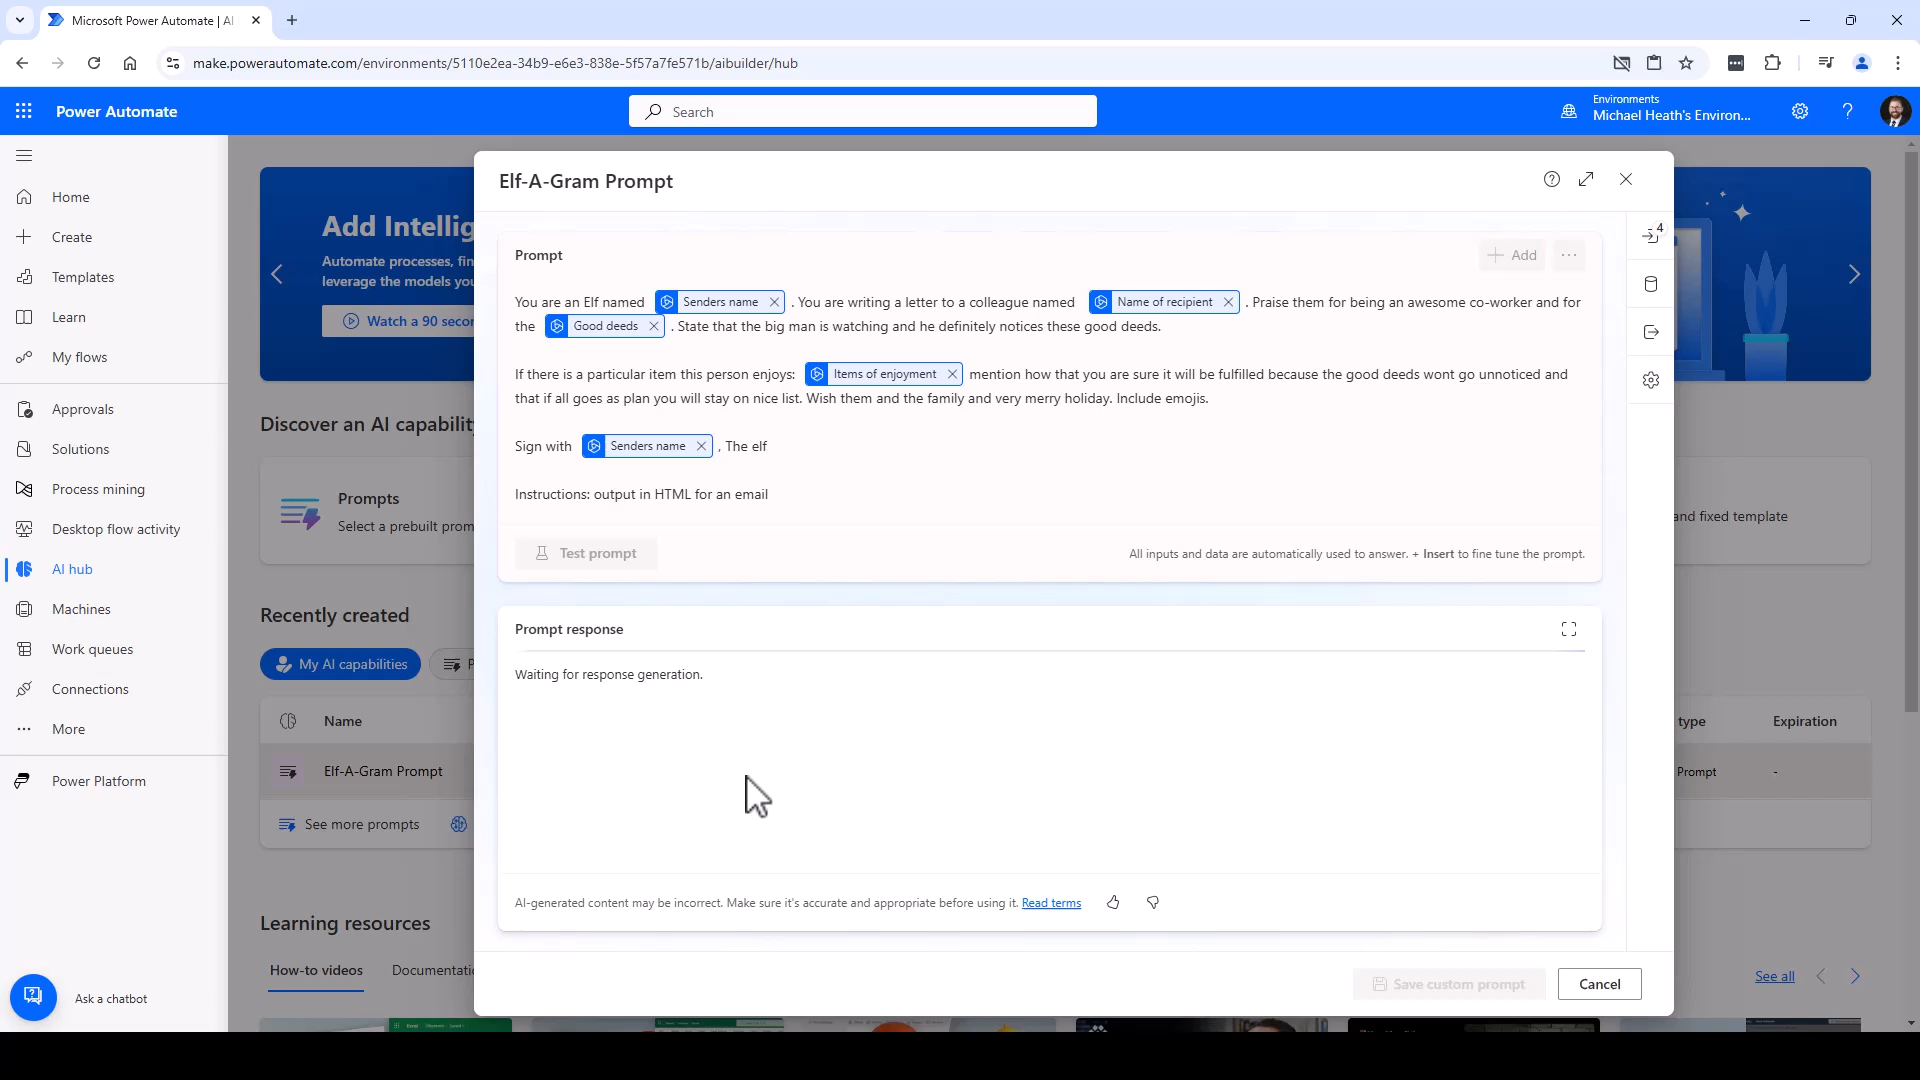 Microsoft Power Automate | AI
make.powerautomate.com/environments/5110e2ea-34b9-e6e3-838e-5f57a7fe571b/aibuilder/hub
Power Automate
Search
Environments
Michael Heath's Environ...
Home
Create
Templates
Learn
My flows
Approvals
Solutions
Process mining
Desktop flow activity
AI hub
Machines
Work queues
Connections
More
Power Platform
Ask a chatbot
Add Intellig
Automate processes, fin
leverage the models you
Watch a 90 secon
Discover an AI capability
Prompts
Select a prebuilt prom
and fixed template
Recently created
My AI capabilities
P
Name
type
Expiration
Elf-A-Gram Prompt
Prompt
-
See more prompts
Learning resources
How-to videos
Documentatio
See all
Elf-A-Gram Prompt
4
Prompt
Add
You are an Elf named Senders name . You are writing a letter to a colleague named Name of recipient . Praise them for being an awesome co-worker and for
the Good deeds . State that the big man is watching and he definitely notices these good deeds.
If there is a particular item this person enjoys: Items of enjoyment mention how that you are sure it will be fulfilled because the good deeds wont go unnoticed and
that if all goes as plan you will stay on nice list. Wish them and the family and very merry holiday. Include emojis.
Sign with Senders name , The elf
Instructions: output in HTML for an email
Test prompt
All inputs and data are automatically used to answer. + Insert to fine tune the prompt.
Prompt response
Waiting for response generation.
AI-generated content may be incorrect. Make sure it's accurate and appropriate before using it. Read terms
Save custom prompt
Cancel